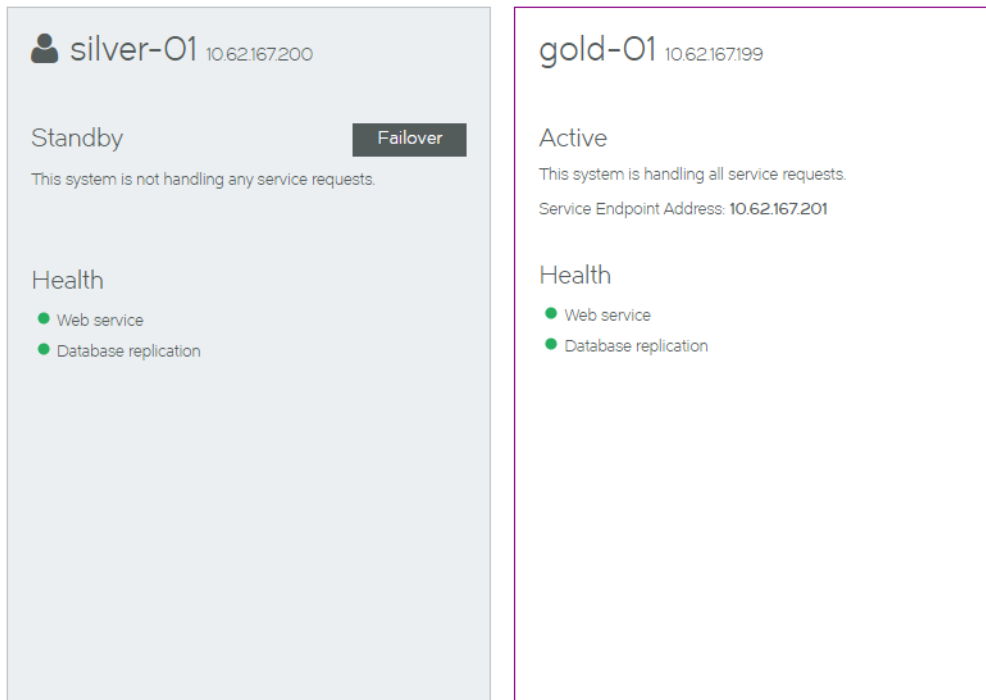 silver-01 10.62.167.200
Standby
Failover
This system is not handling any service requests.
Health
Web service
Database replication
gold-01 10.62.167.199
Active
This system is handling all service requests.
Service Endpoint Address: 10.62.167.201
Health
Web service
Database replication